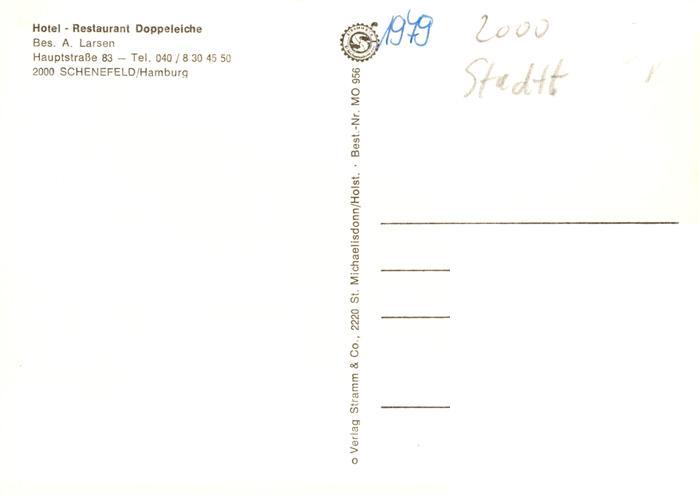 Hotel - Restaurant Doppeleiche
Bes. A. Larsen
Hauptstraße 83 — Tel. 040 / 8 30 45 50
2000 SCHENEFELD/Hamburg
© Verlag Stramm & Co., 2220 St. Michaelisdonn/Holst. · Best.-Nr. MO 956
1979
2000